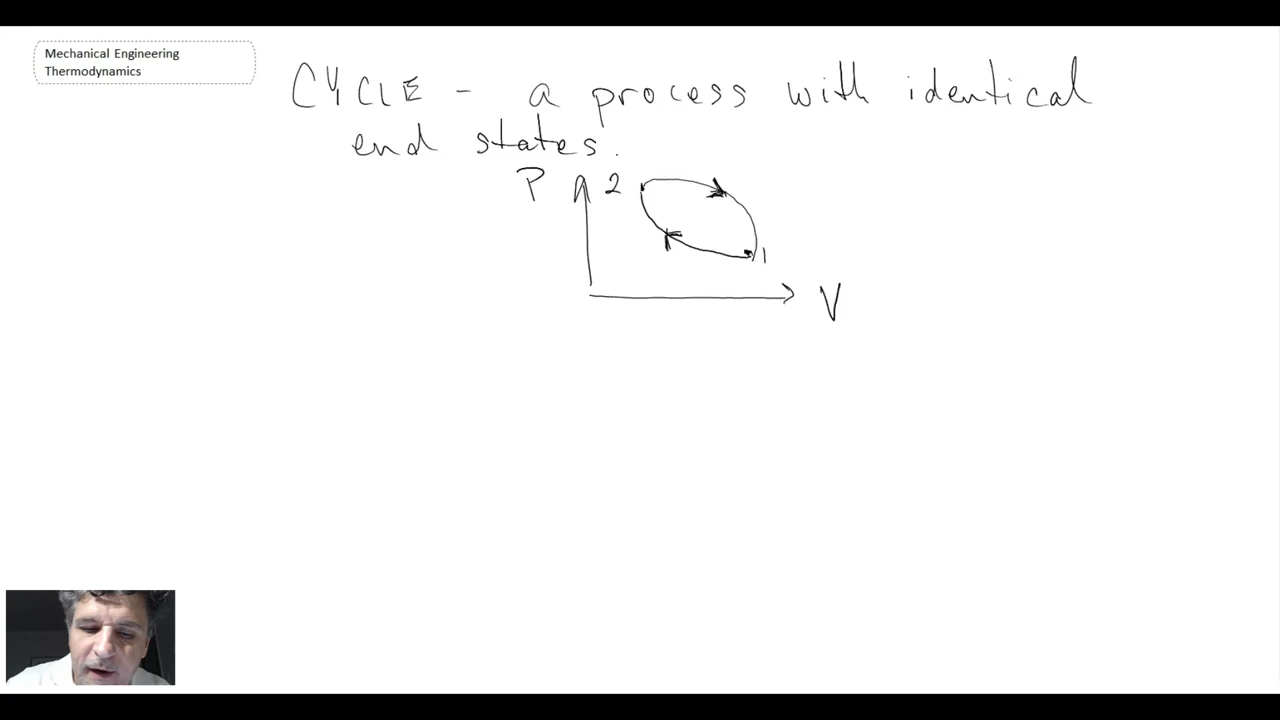 Mechanical Engineering
Thermodynamics
CYCLE - a process with identical
end states.
P 2
1
V